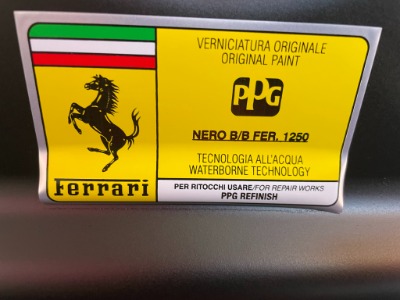 VERNICIATURA ORIGINALE
ORIGINAL PAINT
PPG
NERO B/B FER. 1250
TECNOLOGIA ALL'ACQUA
WATERBORNE TECHNOLOGY
Ferrari
PER RITOCCHI USARE/FOR REPAIR WORKS
PPG REFINISH